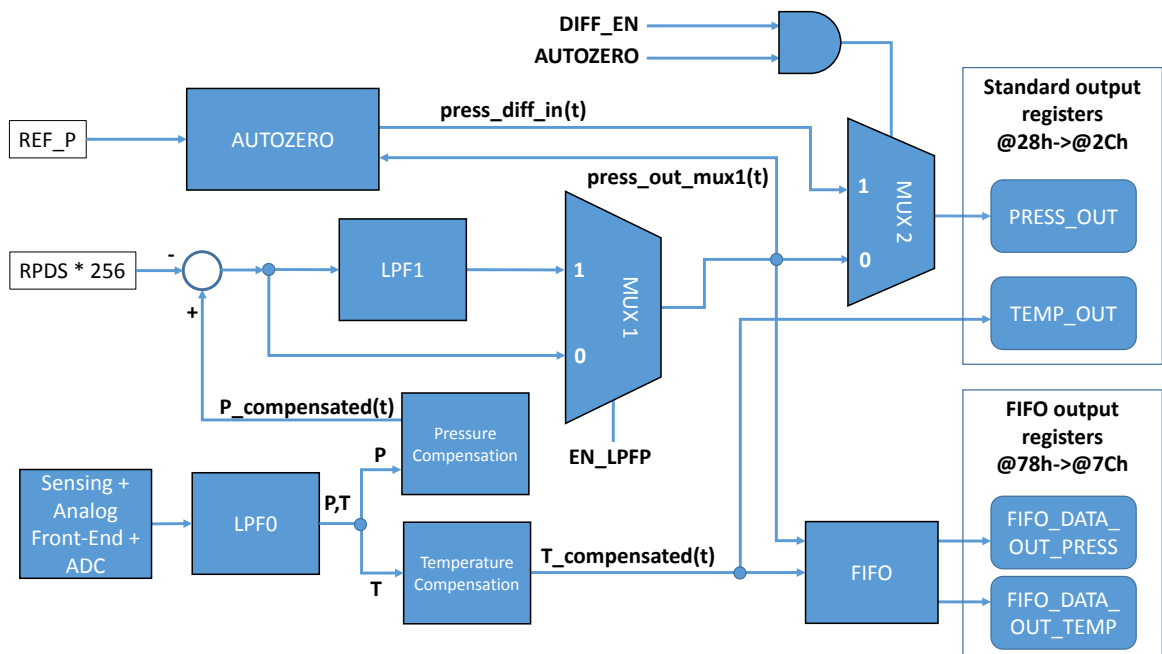 DIFF_EN
AUTOZERO
Standard output
registers
@28h->@2Ch
press_diff_in(t)
REF_P
AUTOZERO
press_out_mux1(t)
1
MUX 2
PRESS_OUT
-
RPDS * 256
LPF1
1
0
MUX 1
+
TEMP_OUT
0
P_compensated(t)
Pressure
Compensation
FIFO output
registers
@78h->@7Ch
P
EN_LPFP
Sensing +
Analog
Front-End +
ADC
LPF0
P,T
FIFO_DATA_
OUT_PRESS
T_compensated(t)
Temperature
Compensation
T
FIFO
FIFO_DATA_
OUT_TEMP